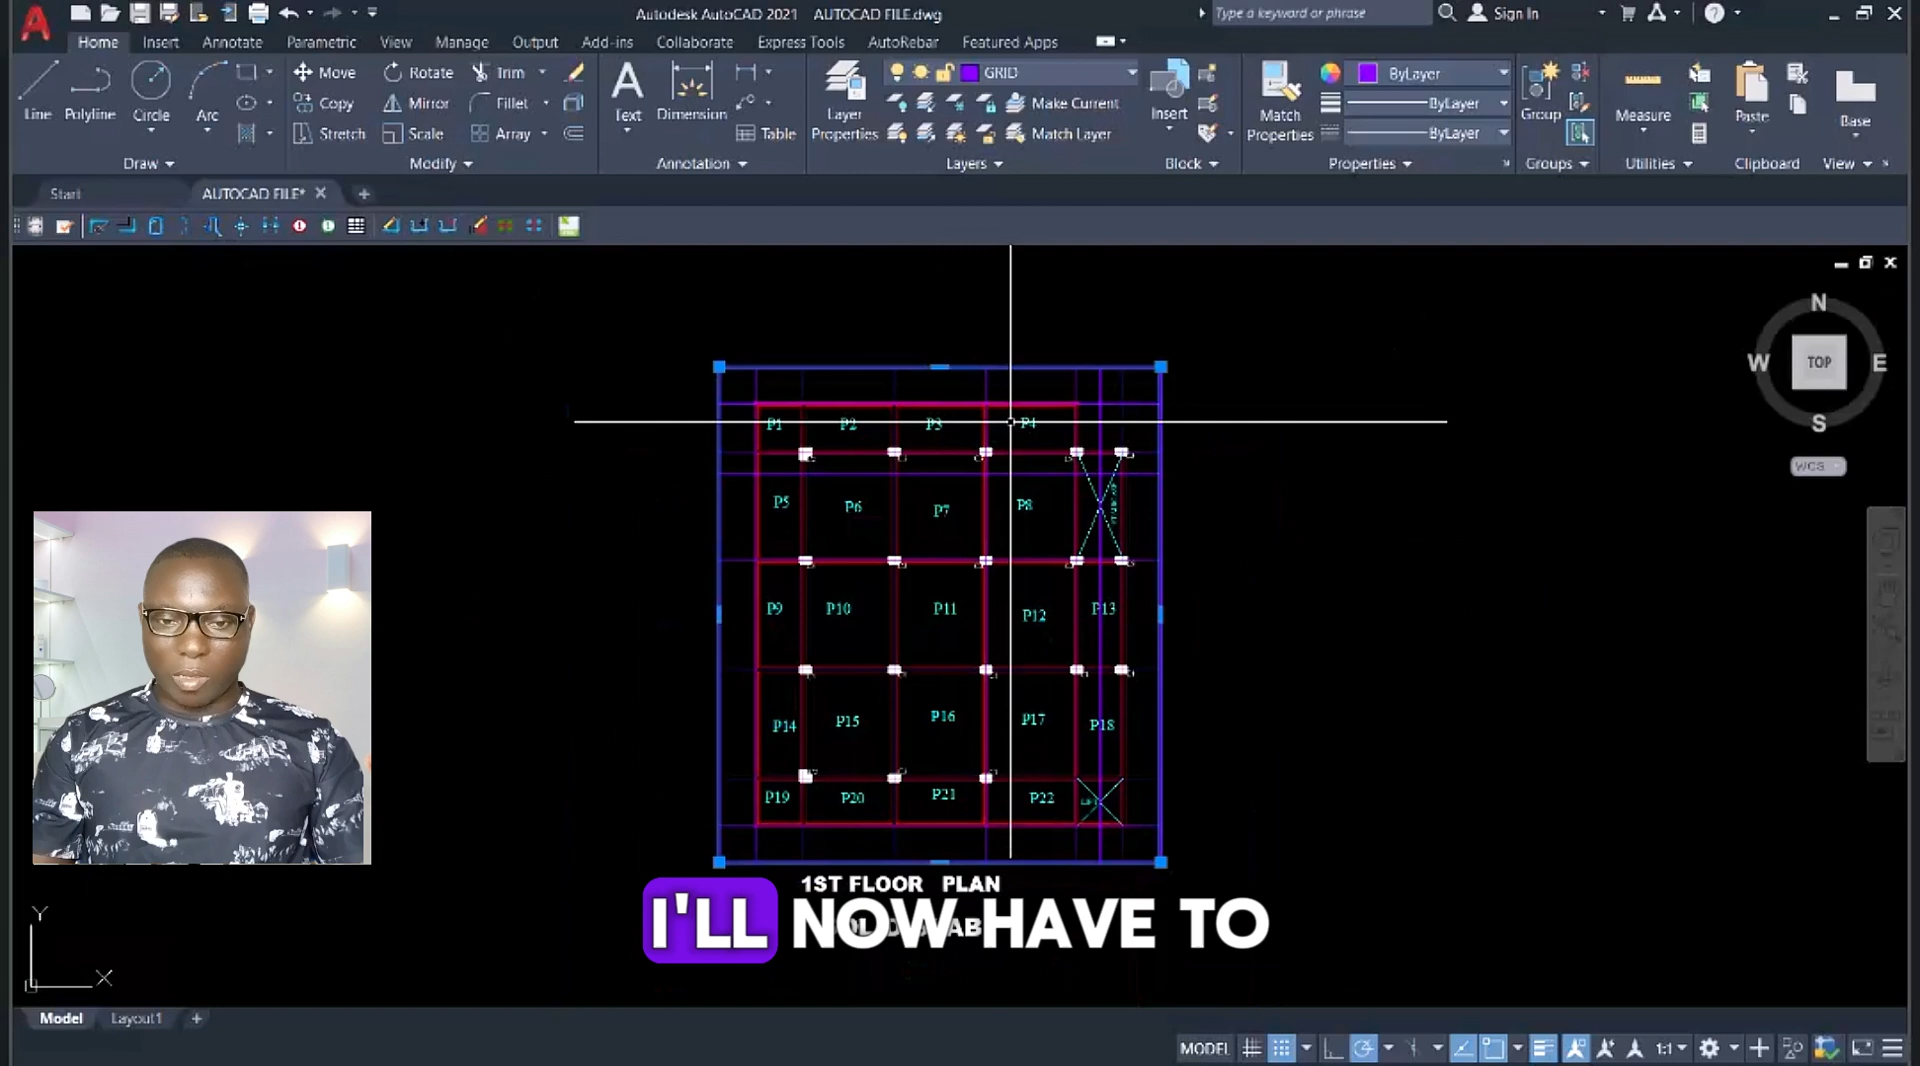 Autodesk AutoCAD 2021 AUTOCAD FILE.dwg
Type a keyword or phrase
Sign In
Home Insert Annotate Parametric View Manage Output Add-ins Collaborate Express Tools AutoRebar Featured Apps
Line
Polyline
Circle
Arc
Draw
Move Rotate Trim
Copy Mirror Fillet
Stretch Scale Array
Modify
Text
Dimension
Table
Annotation
Layer Properties
GRID
Make Current
Match Layer
Layers
Insert
Block
Match Properties
ByLayer
ByLayer
ByLayer
Properties
Group
Groups
Measure
Utilities
Paste
Clipboard
Base
View
Start
AUTOCAD FILE*
N
W TOP E
S
WCS
P1 P2 P3 P4
P5 P6 P7 P8
P9 P10 P11 P12 P13
P14 P15 P16 P17 P18
P19 P20 P21 P22
1ST FLOOR PLAN
I'LL NOW HAVE TO
Y
X
Model Layout1
MODEL
1:1